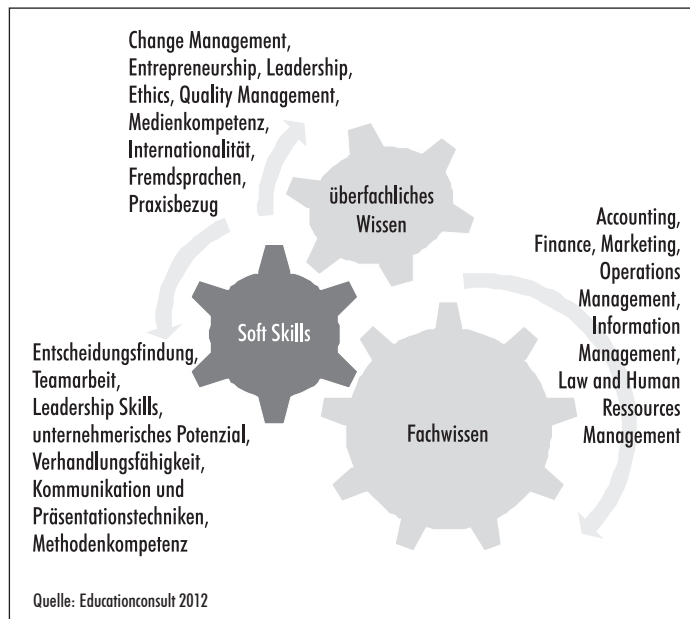 Change Management,
Entrepreneurship, Leadership,
Ethics, Quality Management,
Medienkompetenz,
Internationalität,
Fremdsprachen,
Praxisbezug
überfachliches
Wissen
Accounting,
Finance, Marketing,
Operations
Management,
Information
Management,
Law and Human
Ressources
Management
Soft Skills
Entscheidungsfindung,
Teamarbeit,
Leadership Skills,
unternehmerisches Potenzial,
Verhandlungsfähigkeit,
Kommunikation und
Präsentationstechniken,
Methodenkompetenz
Fachwissen
Quelle: Educationconsult 2012